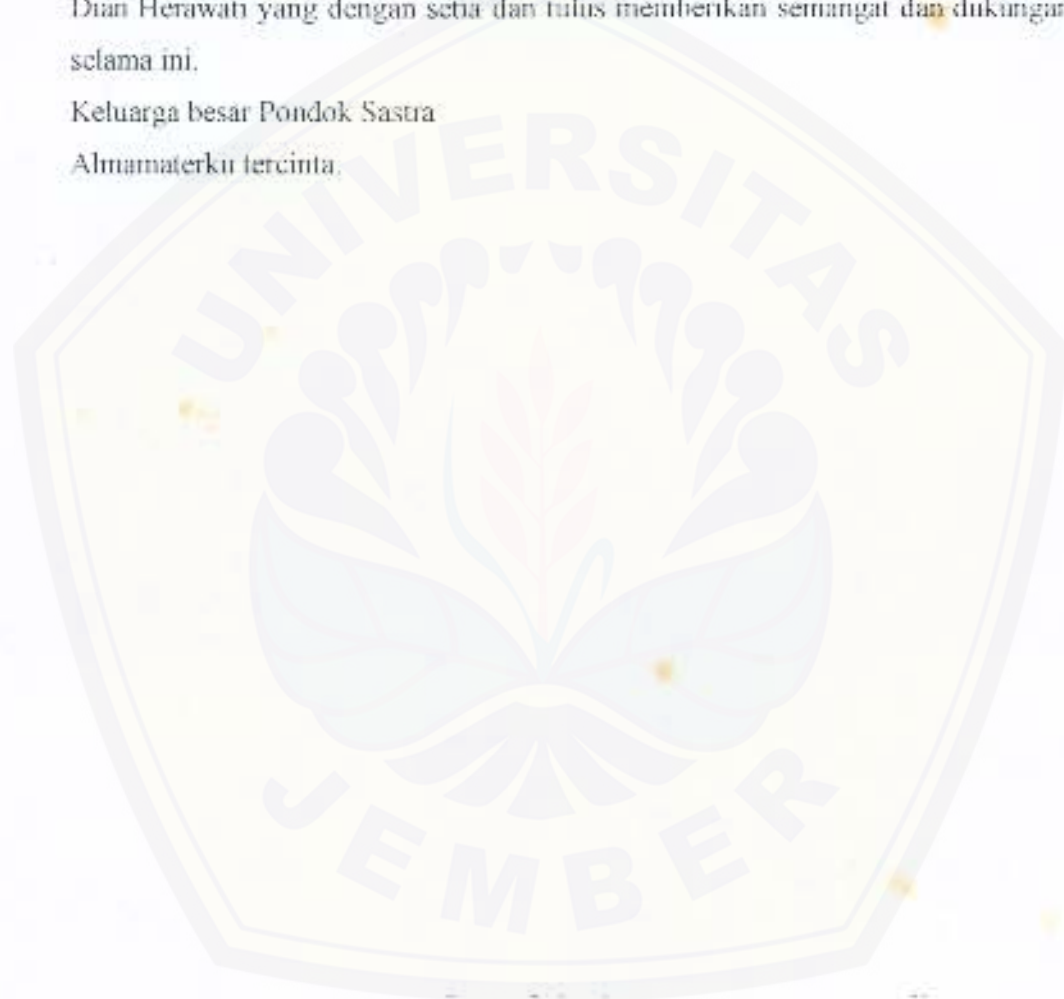 Dian Herawati yang dengan setia dan tulus memberikan semangat dan dukungan
selama ini.
Keluarga besar Pondok Sastra
Almamaterku tercinta.
UNIVERSITAS
JEMBER